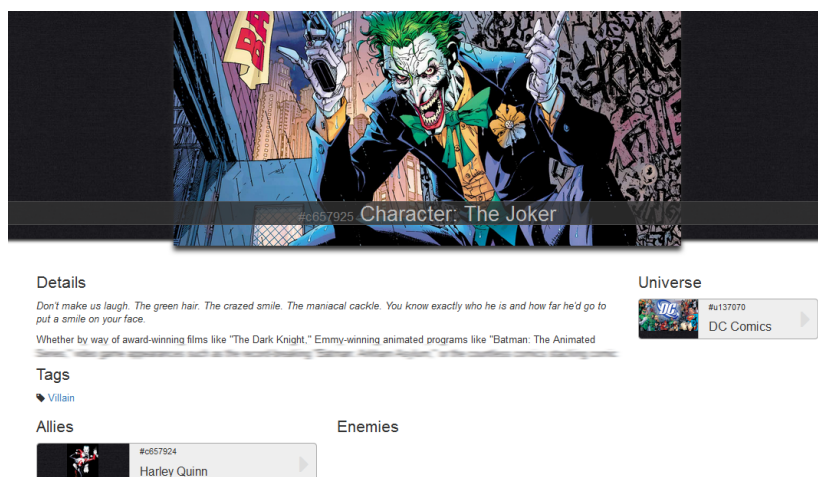 BA
#c657925 Character: The Joker
Details
Don't make us laugh. The green hair. The crazed smile. The maniacal cackle. You know exactly who he is and how far he'd go to
put a smile on your face.
Whether by way of award-winning films like "The Dark Knight," Emmy-winning animated programs like "Batman: The Animated
Tags
Villain
Allies
#c657924
Harley Quinn
Enemies
Universe
DC
#u137070
DC Comics